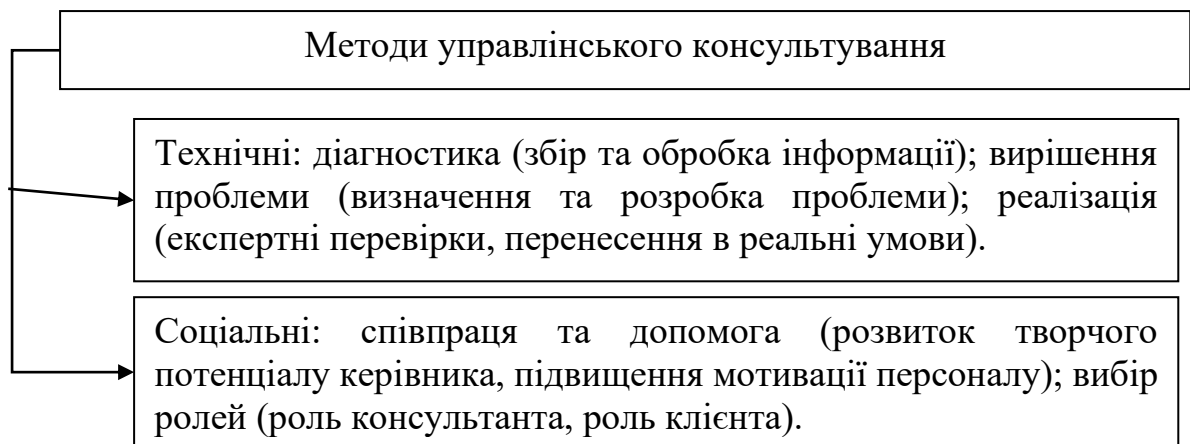 Методи управлінського консультування
Технічні: діагностика (збір та обробка інформації); вирішення
проблеми (визначення та розробка проблеми); реалізація
(експертні перевірки, перенесення в реальні умови).
Соціальні: співпраця та допомога (розвиток творчого
потенціалу керівника, підвищення мотивації персоналу); вибір
ролей (роль консультанта, роль клієнта).